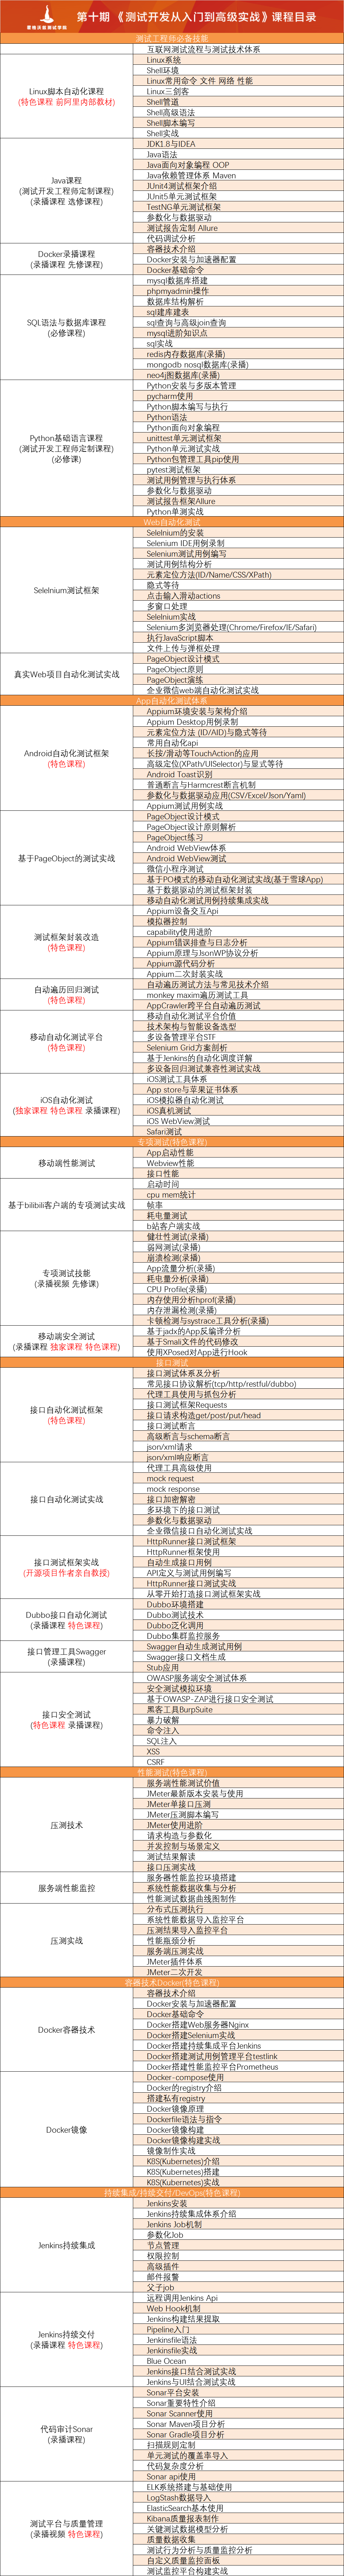 霍格沃兹测试学院
第十期 《测试开发从入门到高级实战》课程目录
测试工程师必备技能
互联网测试流程与测试技术体系
Linux脚本自动化课程
(特色课程 前阿里内部教材)
Linux系统
Shell环境
Linux常用命令 文件 网络 性能
Linux三剑客
Shell管道
Shell高级语法
Shell脚本编写
Shell实战
Java课程
(测试开发工程师定制课程)
(录播课程 选修课程)
JDK1.8与IDEA
Java语法
Java面向对象编程 OOP
Java依赖管理体系 Maven
JUnit4测试框架介绍
JUnit5单元测试框架
TestNG单元测试框架
参数化与数据驱动
测试报告定制 Allure
代码调试分析
Docker录播课程
(录播课程 先修课程)
容器技术介绍
Docker安装与加速器配置
Docker基础命令
SQL语法与数据库课程
(必修课程)
mysql数据库搭建
phpmyadmin操作
数据库结构解析
sql建库建表
sql查询与高级join查询
mysql进阶知识点
sql实战
redis内存数据库(录播)
mongodb nosql数据库(录播)
neo4j图数据库(录播)
Python基础语言课程
(测试开发工程师定制课程)
(必修课)
Python安装与多版本管理
pycharm使用
Python脚本编写与执行
Python语法
Python面向对象编程
unittest单元测试框架
Python单元测试实战
Python包管理工具pip使用
pytest测试框架
测试用例管理与执行体系
参数化与数据驱动
测试报告框架Allure
Python单测实战
Web自动化测试
Selelnium测试框架
Selelnium的安装
Selenium IDE用例录制
Selenium测试用例编写
测试用例结构分析
元素定位方法(ID/Name/CSS/XPath)
隐式等待
点击输入滑动actions
多窗口处理
Selelnium实战
Selenium多浏览器处理(Chrome/Firefox/IE/Safari)
执行JavaScript脚本
文件上传与弹框处理
真实Web项目自动化测试实战
PageObject设计模式
PageObject原则
PageObject演练
企业微信web端自动化测试实战
App自动化测试体系
Android自动化测试框架
(特色课程)
Appium环境安装与架构介绍
Appium Desktop用例录制
元素定位方法 (ID/AID)与隐式等待
常用自动化api
长按/滑动等TouchAction的应用
高级定位(XPath/UISelector)与显式等待
Android Toast识别
普通断言与Harmcrest断言机制
参数化与数据驱动应用(CSV/Excel/Json/Yaml)
Appium测试用例实战
基于PageObject的测试实战
PageObject设计模式
PageObject设计原则解析
PageObject练习
Android WebView体系
Android WebView测试
微信小程序测试
基于PO模式的移动自动化测试实战(基于雪球App)
基于数据驱动的测试框架封装
移动自动化测试用例持续集成实战
测试框架封装改造
(特色课程)
Appium设备交互Api
模拟器控制
capability使用进阶
Appium错误排查与日志分析
Appium原理与JsonWP协议分析
Appium源代码分析
Appium二次封装实战
自动遍历回归测试
(特色课程)
自动遍历测试方法与常见技术介绍
monkey maxim遍历测试工具
AppCrawler跨平台自动遍历测试
移动自动化测试平台
(特色课程)
移动自动化测试平台价值
技术架构与智能设备选型
多设备管理平台STF
Selenium Grid方案剖析
基于Jenkins的自动化调度详解
多设备回归测试兼容性测试实战
iOS自动化测试
(独家课程 特色课程 录播课程)
iOS测试工具体系
App store与苹果证书体系
iOS模拟器自动化测试
iOS真机测试
iOS WebView测试
Safari测试
专项测试(特色课程)
移动端性能测试
App启动性能
Webview性能
接口性能
基于bilibili客户端的专项测试实战
启动时间
cpu mem统计
帧率
耗电量测试
b站客户端实战
专项测试技能
(录播视频 先修课)
健壮性测试(录播)
弱网测试(录播)
崩溃检测(录播)
App流量分析(录播)
耗电量分析(录播)
CPU Profile(录播)
内存使用分析hprof(录播)
内存泄漏检测(录播)
卡顿检测与systrace工具分析(录播)
移动端安全测试
(录播课程 独家课程 特色课程)
基于jadx的App反编译分析
基于Smali文件的代码修改
使用XPosed对App进行Hook
接口测试
接口自动化测试框架
(特色课程)
接口测试体系及分析
常见接口协议解析(tcp/http/restful/dubbo)
代理工具使用与抓包分析
接口测试框架Requests
接口请求构造get/post/put/head
接口测试断言
高级断言与schema断言
json/xml请求
json/xml响应断言
接口自动化测试实战
代理工具高级使用
mock request
mock response
接口加密解密
多环境下的接口测试
参数化与数据驱动
企业微信接口自动化测试实战
接口测试框架实战
(开源项目作者亲自教授)
HttpRunner接口测试框架
HttpRunner框架使用
自动生成接口用例
API定义与测试用例编写
HttpRunner接口测试实战
从零开始打造接口测试框架实战
Dubbo接口自动化测试
(录播课程 特色课程)
Dubbo环境搭建
Dubbo测试技术
Dubbo泛化调用
Dubbo集群监控服务
接口管理工具Swagger
(录播课程)
Swagger自动生成测试用例
Swagger接口文档生成
Stub应用
接口安全测试
(特色课程 录播课程)
OWASP服务端安全测试体系
安全测试模拟环境
基于OWASP-ZAP进行接口安全测试
黑客工具BurpSuite
暴力破解
命令注入
SQL注入
XSS
CSRF
性能测试(特色课程)
压测技术
服务端性能测试价值
JMeter最新版本安装与使用
JMeter单接口压测
JMeter压测脚本编写
JMeter使用进阶
请求构造与参数化
并发控制与场景定义
测试结果解读
接口压测实战
服务端性能监控
服务器性能监控环境搭建
系统性能数据收集与分析
性能测试数据曲线图制作
压测实战
分布式压测执行
系统性能数据导入监控平台
压测结果导入监控平台
性能瓶颈分析
服务端压测实战
JMeter插件体系
JMeter二次开发
容器技术Docker(特色课程)
Docker容器技术
容器技术介绍
Docker安装与加速器配置
Docker基础命令
Docker搭建Web服务器Nginx
Docker搭建Selenium实战
Docker搭建持续集成平台Jenkins
Docker搭建测试用例管理平台testlink
Docker搭建性能监控平台Prometheus
Docker镜像
Docker-compose使用
Docker的registry介绍
搭建私有registry
Docker镜像原理
Dockerfile语法与指令
Docker镜像构建
Docker镜像构建实战
镜像制作实战
K8S(Kubernetes)介绍
K8S(Kubernetes)搭建
K8S(Kubernetes)实战
持续集成/持续交付/DevOps(特色课程)
Jenkins持续集成
Jenkins安装
Jenkins持续集成体系介绍
Jenkins Job机制
参数化Job
节点管理
权限控制
高级插件
邮件报警
父子job
Jenkins持续交付
(录播课程 特色课程)
远程调用Jenkins Api
Web Hook机制
Jenkins构建结果提取
Pipeline入门
Jenkinsfile语法
Jenkinsfile实战
Blue Ocean
Jenkins接口结合测试实战
Jenkins与UI结合测试实战
代码审计Sonar
(录播课程)
Sonar平台安装
Sonar重要特性介绍
Sonar Scanner使用
Sonar Maven项目分析
Sonar Gradle项目分析
扫描规则定制
单元测试的覆盖率导入
代码复杂度分析
Sonar api使用
测试平台与质量管理
(录播视频 特色课程)
ELK系统搭建与基础使用
LogStash数据导入
ElasticSearch基本使用
Kibana质量报表制作
关键测试数据模型分析
质量数据收集
测试行为分析与质量监控分析
自定义质量监控面板
测试监控平台构建实战